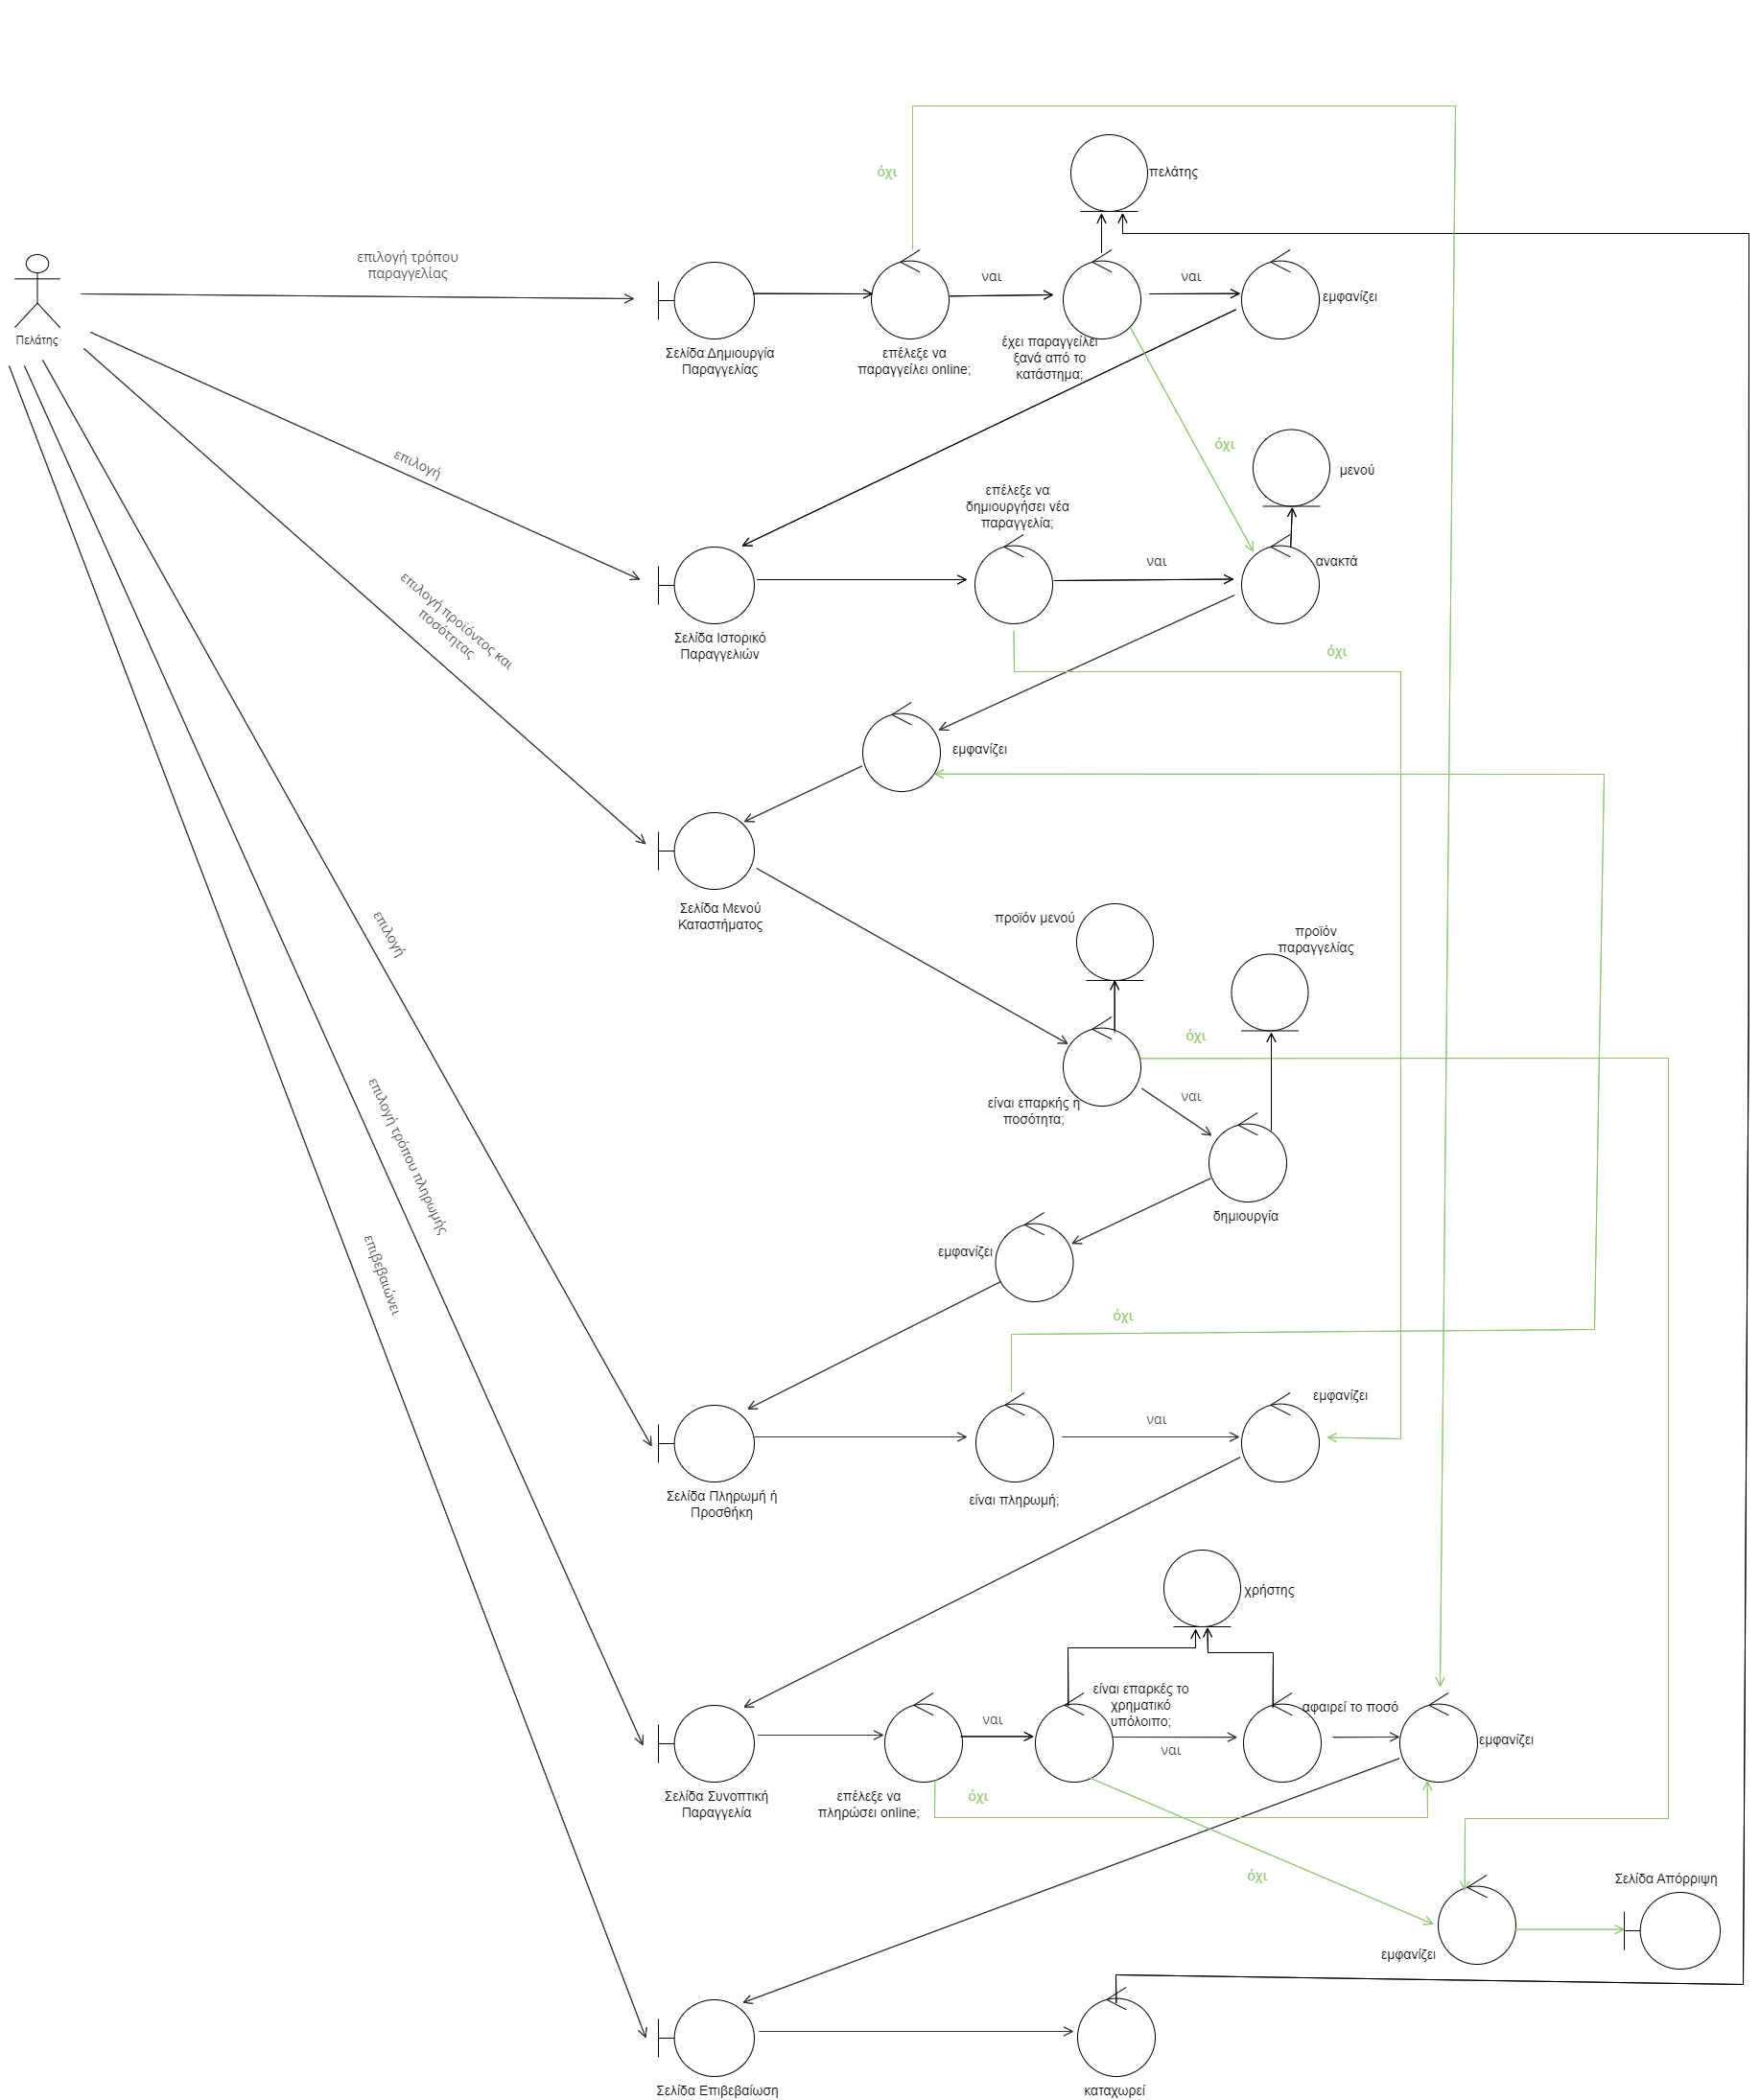 όχι
πελάτης
επιλογή τρόπου
παραγγελίας
ναι
ναι
εμφανίζει
Πελάτης
Σελίδα Δημιουργία
Παραγγελίας
επέλεξε να
παραγγείλει online;
έχει παραγγείλει
ξανά από το
κατάστημα;
όχι
επιλογή
μενού
επέλεξε να
δημιουργήσει νέα
παραγγελία;
ναι
ανακτά
επιλογή προϊόντος και
ποσότητας
Σελίδα Ιστορικό
Παραγγελιών
όχι
εμφανίζει
Σελίδα Μενού
Καταστήματος
προϊόν μενού
προϊόν
παραγγελίας
επιλογή
όχι
είναι επαρκής η
ποσότητα;
ναι
επιλογή τρόπου πληρωμής
δημιουργία
εμφανίζει
επιβεβαιώνει
όχι
εμφανίζει
ναι
Σελίδα Πληρωμή ή
Προσθήκη
είναι πληρωμή;
χρήστης
είναι επαρκές το
χρηματικό
υπόλοιπο;
αφαιρεί το ποσό
ναι
ναι
εμφανίζει
Σελίδα Συνοπτική
Παραγγελία
επέλεξε να
πληρώσει online;
όχι
όχι
Σελίδα Απόρριψη
εμφανίζει
Σελίδα Επιβεβαίωση
καταχωρεί